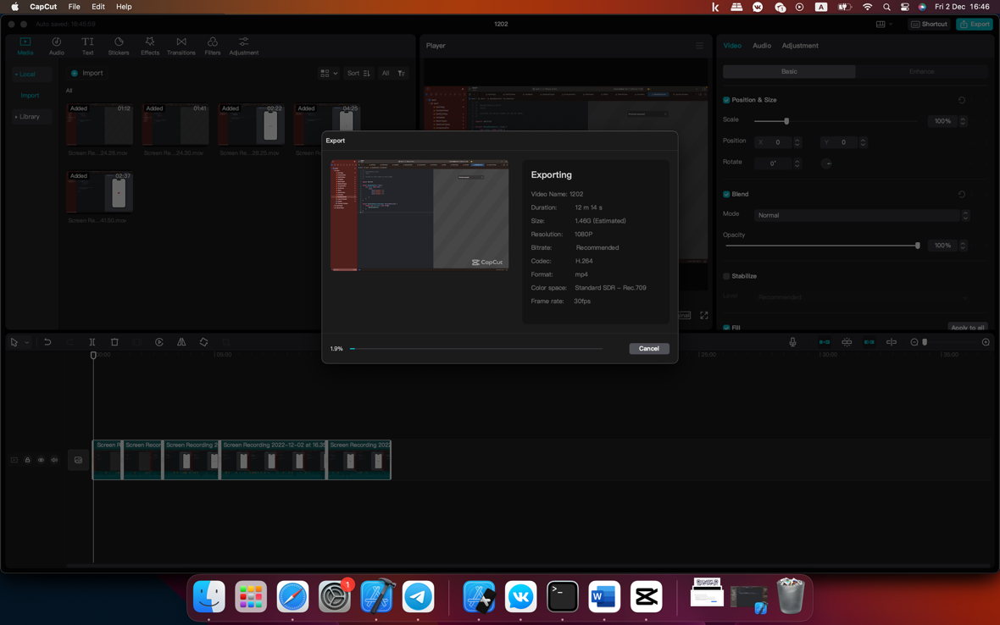 CapCut File Edit Help Fri 2 Dec 16:46
Auto saved: 16:45:59 1202 Shortcut Export
Media Audio Text Stickers Effects Transitions Filters Adjustment
Local
Import
Library
Import Sort All
All
Added 01:12
Added 01:41
Added 02:22
Added 04:25
Screen Re...24.28.mov
Screen Re...24.30.mov
Screen Re...28.25.mov
Added 02:37
Screen Re...41.50.mov
Player
Video Audio Adjustment
Basic Enhance
Position & Size
Scale 100%
Position X 0 Y 0
Rotate 0°
Blend
Mode Normal
Opacity
100%
Stabilize
Level Recommended
Fill Apply to all
Export
CapCut
Exporting
Video Name: 1202
Duration: 12 m 14 s
Size: 1.46G (Estimated)
Resolution: 1080P
Bitrate: Recommended
Codec: H.264
Format: mp4
Color space: Standard SDR - Rec.709
Frame rate: 30fps
1.9% Cancel
00:00 05:00 25:00 30:00 35:00
Screen R Screen Recor Screen Recording 2 Screen Recording 2022-12-02 at 16.35 Screen Recording 2022
1